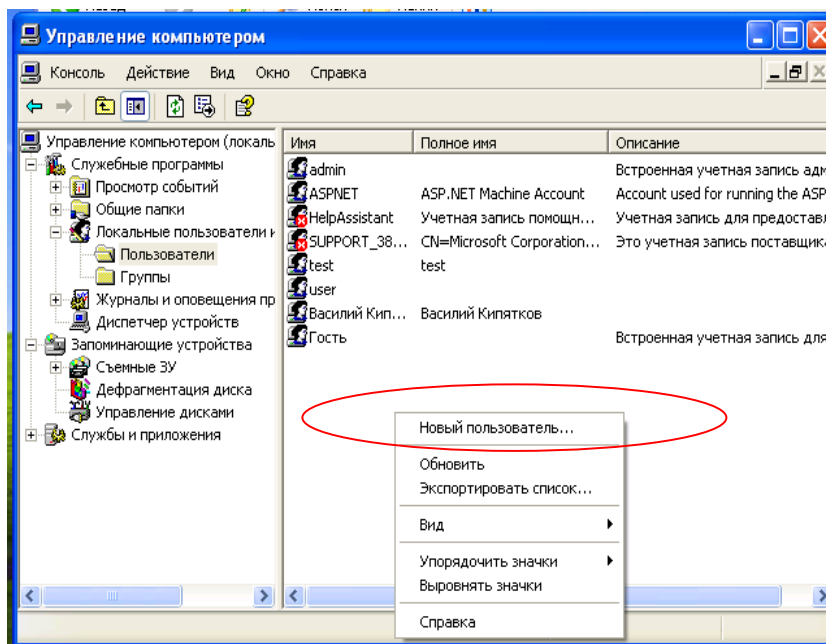 Управление компьютером
Консоль Действие Вид Окно Справка
Управление компьютером (локаль
Служебные программы
Просмотр событий
Общие папки
Локальные пользователи и
Пользователи
Группы
Журналы и оповещения пр
Диспетчер устройств
Запоминающие устройства
Съемные ЗУ
Дефрагментация диска
Управление дисками
Службы и приложения
Имя Полное имя Описание
admin Встроенная учетная запись адм
ASPNET ASP.NET Machine Account Account used for running the ASP
HelpAssistant Учетная запись помощн... Учетная запись для предоставл
SUPPORT_38... CN=Microsoft Corporation... Это учетная запись поставщика
test test
user
Василий Кип... Василий Кипятков
Гость Встроенная учетная запись для
Новый пользователь...
Обновить
Экспортировать список...
Вид
Упорядочить значки
Выровнять значки
Справка